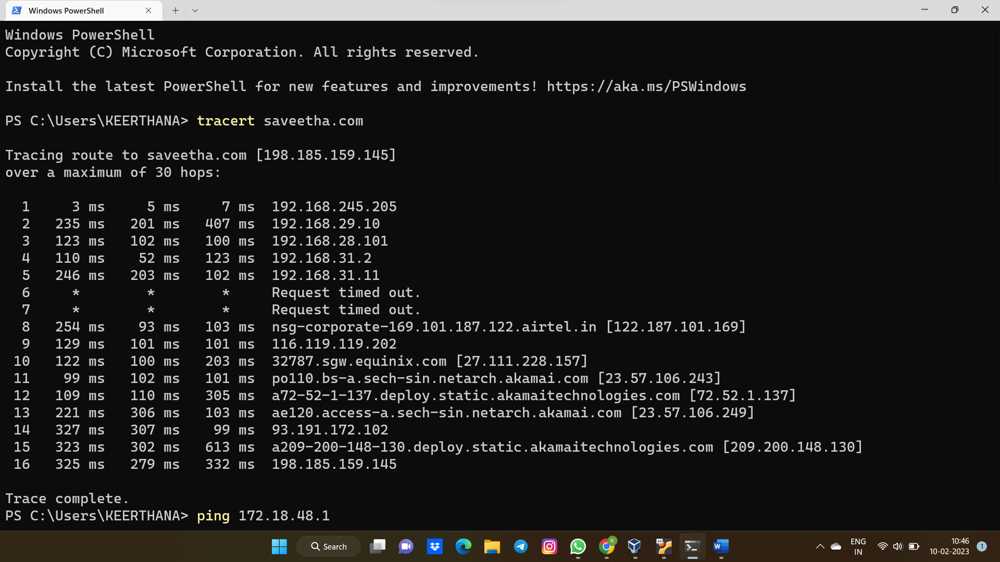 Windows PowerShell
Windows PowerShell
Copyright (C) Microsoft Corporation. All rights reserved.
Install the latest PowerShell for new features and improvements! https://aka.ms/PSWindows
PS C:\Users\KEERTHANA> tracert saveetha.com
Tracing route to saveetha.com [198.185.159.145]
over a maximum of 30 hops:
1 3 ms 5 ms 7 ms 192.168.245.205
2 235 ms 201 ms 407 ms 192.168.29.10
3 123 ms 102 ms 100 ms 192.168.28.101
4 110 ms 52 ms 123 ms 192.168.31.2
5 246 ms 203 ms 102 ms 192.168.31.11
6 * * * Request timed out.
7 * * * Request timed out.
8 254 ms 93 ms 103 ms nsg-corporate-169.101.187.122.airtel.in [122.187.101.169]
9 129 ms 101 ms 101 ms 116.119.119.202
10 122 ms 100 ms 203 ms 32787.sgw.equinix.com [27.111.228.157]
11 99 ms 102 ms 101 ms po110.bs-a.sech-sin.netarch.akamai.com [23.57.106.243]
12 109 ms 110 ms 305 ms a72-52-1-137.deploy.static.akamaitechnologies.com [72.52.1.137]
13 221 ms 306 ms 103 ms ae120.access-a.sech-sin.netarch.akamai.com [23.57.106.249]
14 327 ms 307 ms 99 ms 93.191.172.102
15 323 ms 302 ms 613 ms a209-200-148-130.deploy.static.akamaitechnologies.com [209.200.148.130]
16 325 ms 279 ms 332 ms 198.185.159.145
Trace complete.
PS C:\Users\KEERTHANA> ping 172.18.48.1
Search K 64 W ENG 10:46
IN 10-02-2023 1